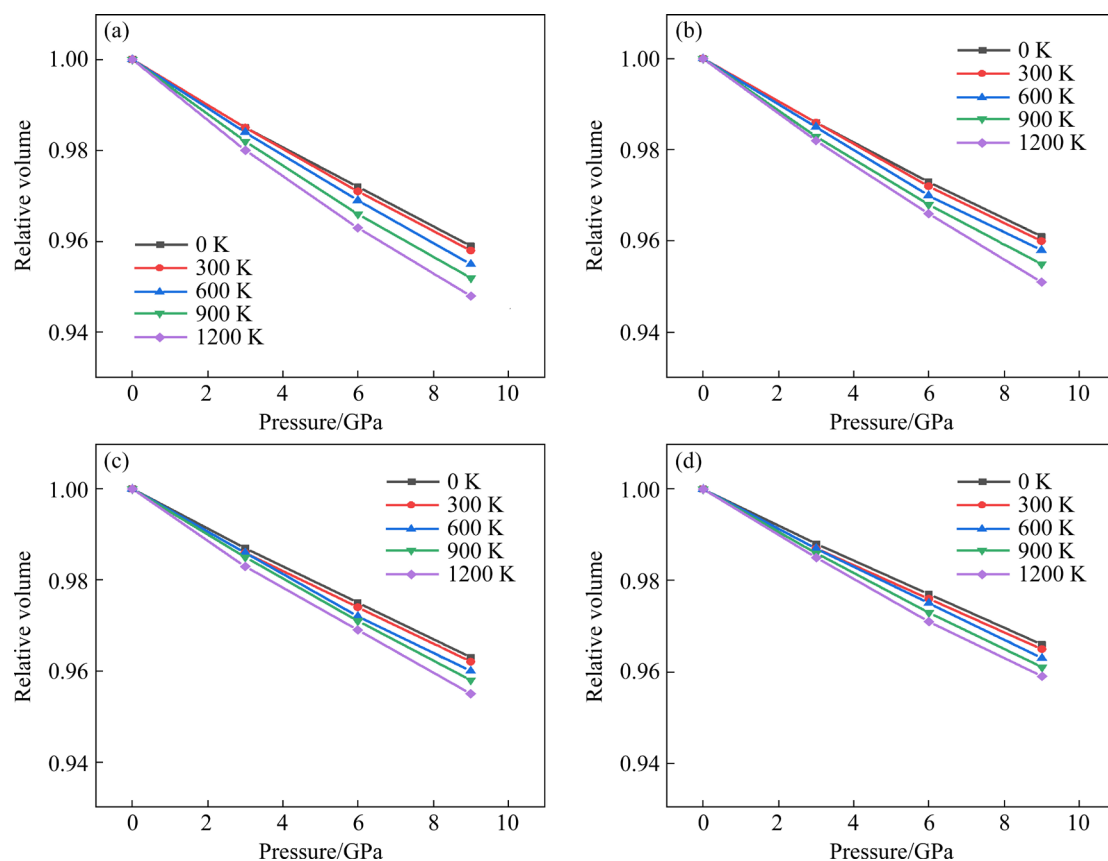 (a)
1.00
0.98
0.96
0.94
Relative volume
0 K
300 K
600 K
900 K
1200 K
0 2 4 6 8 10
Pressure/GPa
(b)
1.00
0.98
0.96
0.94
Relative volume
0 K
300 K
600 K
900 K
1200 K
0 2 4 6 8 10
Pressure/GPa
(c)
1.00
0.98
0.96
0.94
Relative volume
0 K
300 K
600 K
900 K
1200 K
0 2 4 6 8 10
Pressure/GPa
(d)
1.00
0.98
0.96
0.94
Relative volume
0 K
300 K
600 K
900 K
1200 K
0 2 4 6 8 10
Pressure/GPa